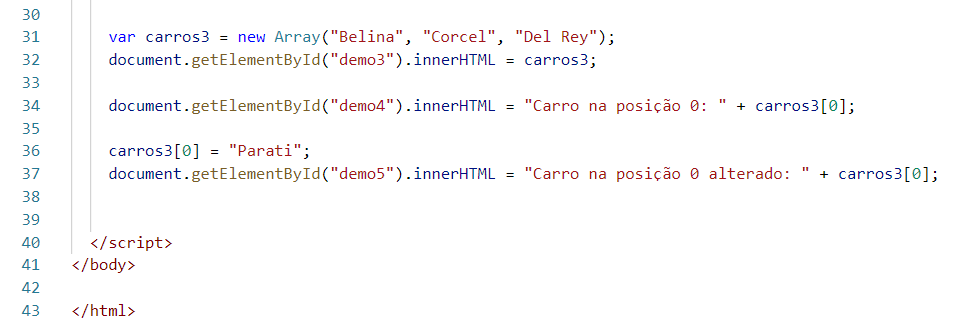 30
31 var carros3 = new Array("Belina", "Corcel", "Del Rey");
32 document.getElementById("demo3").innerHTML = carros3;
33
34 document.getElementById("demo4").innerHTML = "Carro na posição 0: " + carros3[0];
35
36 carros3[0] = "Parati";
37 document.getElementById("demo5").innerHTML = "Carro na posição 0 alterado: " + carros3[0];
38
39
40 </script>
41 </body>
42
43 </html>